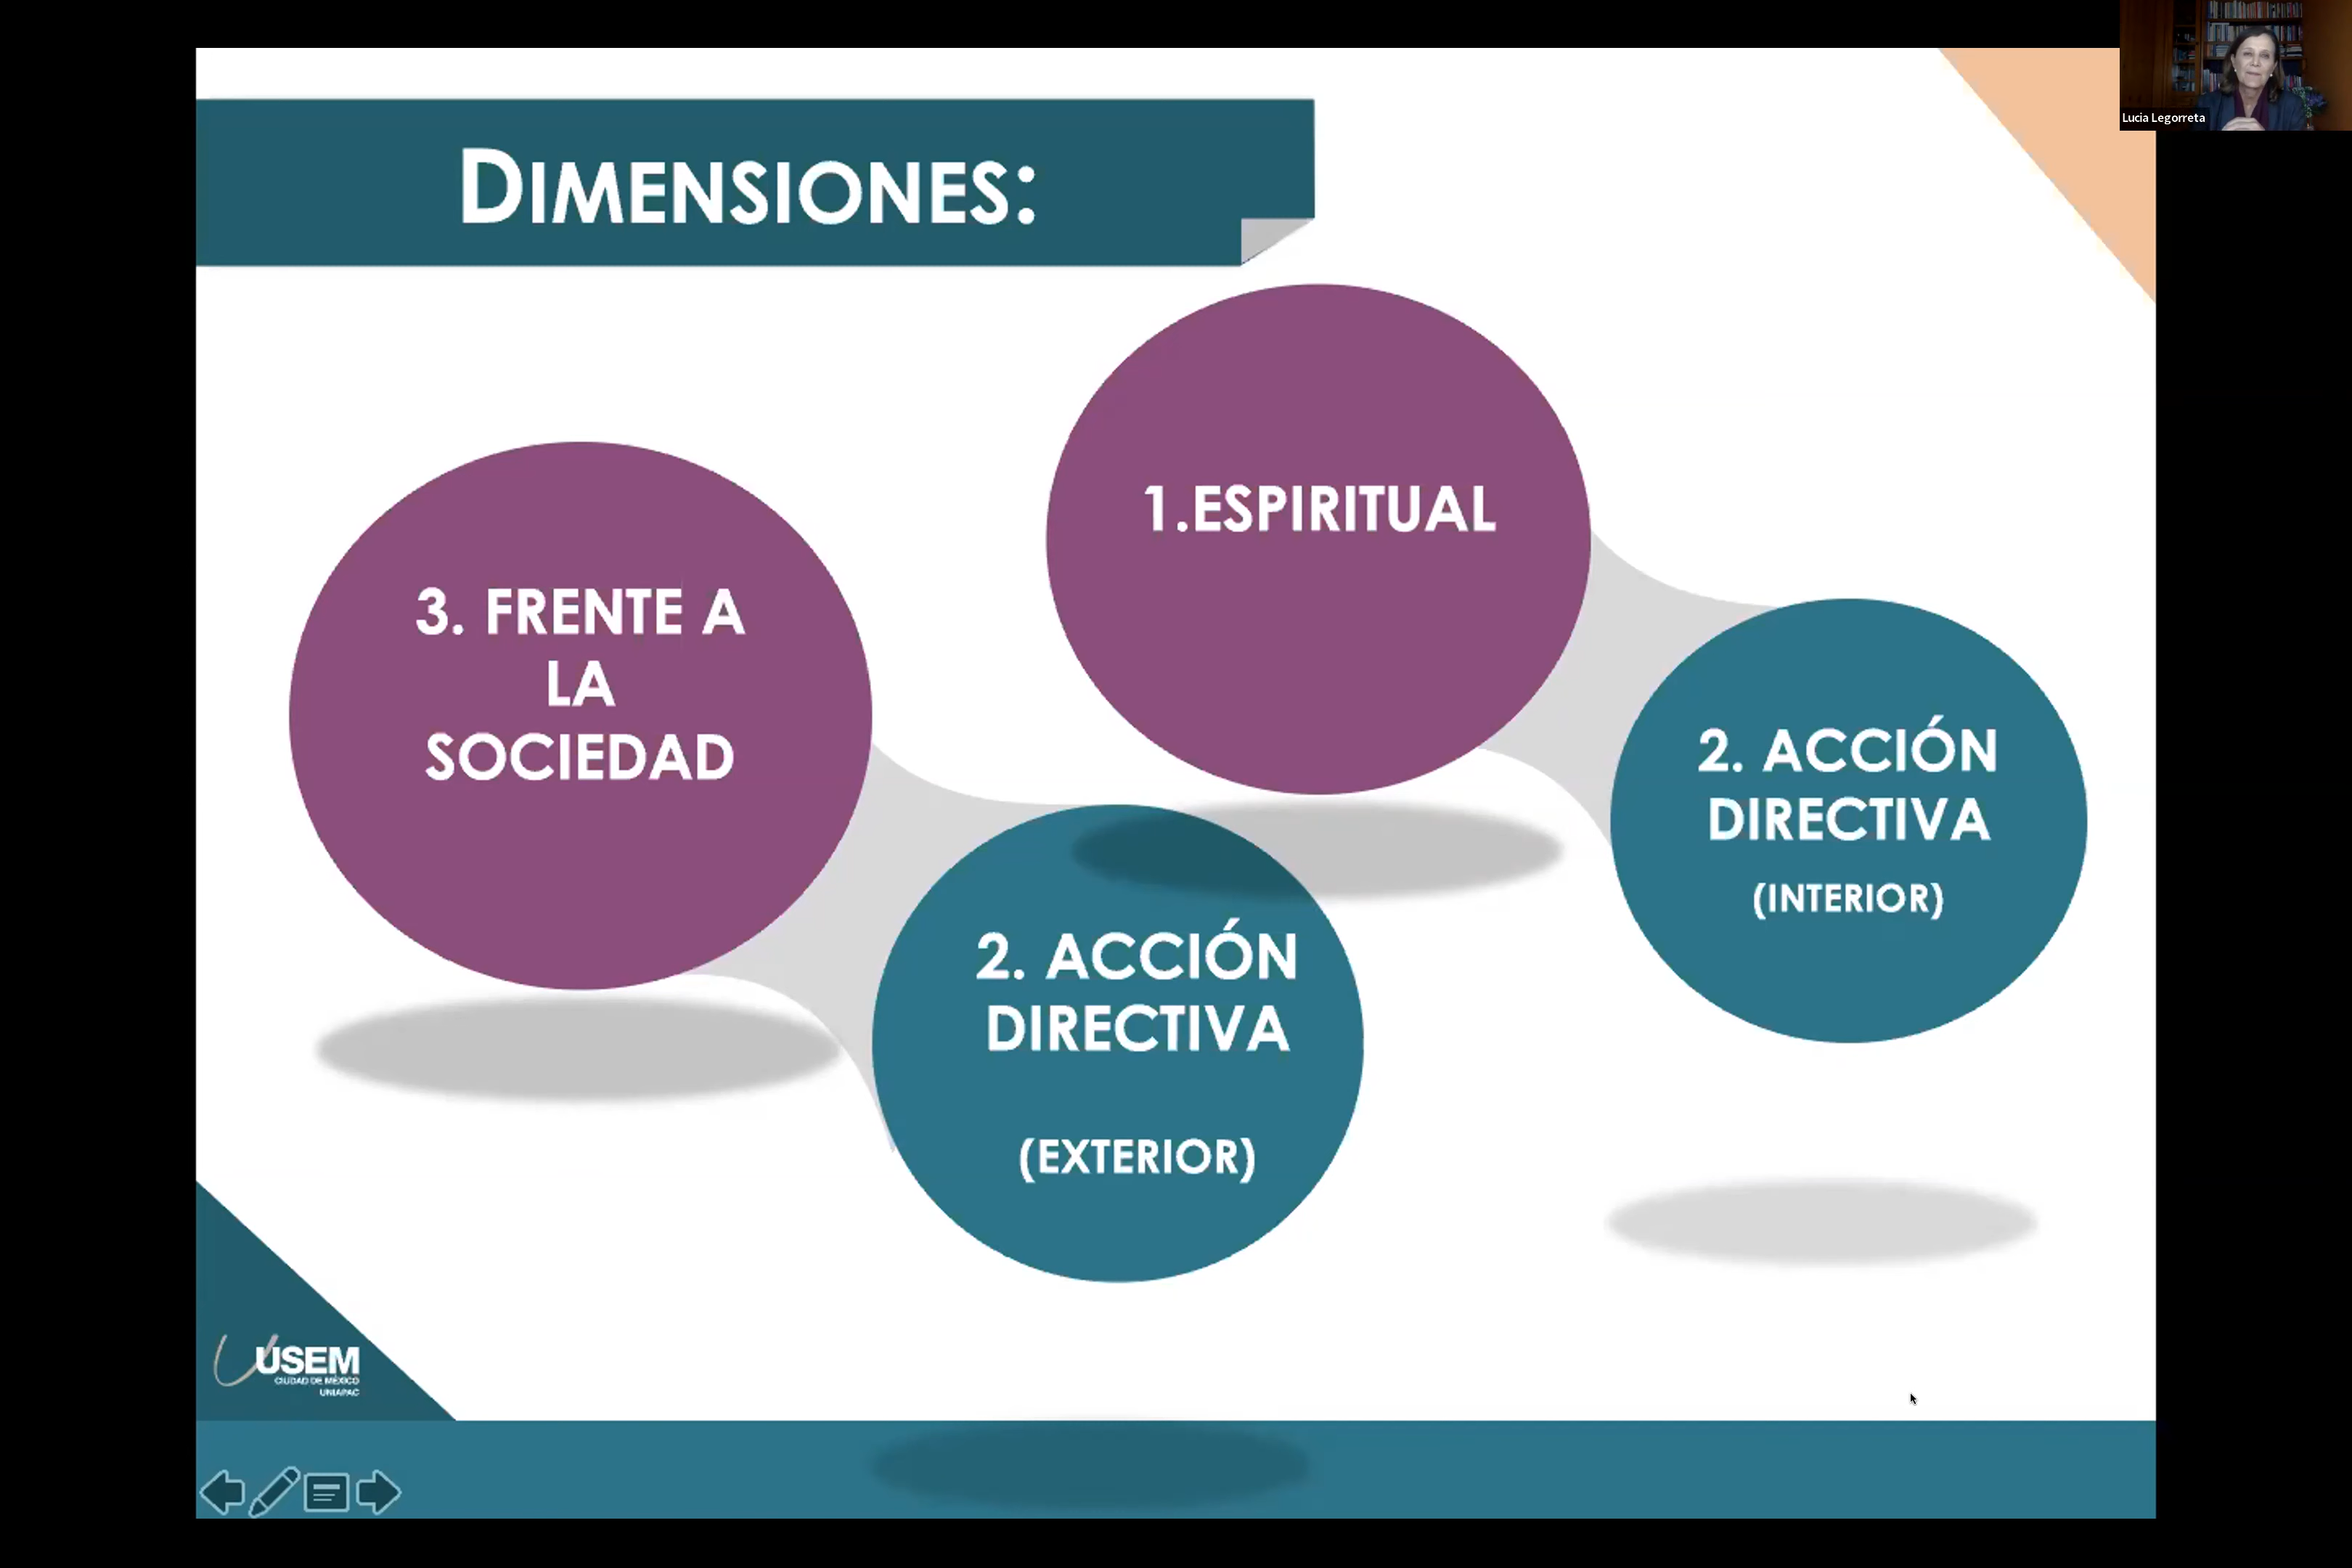 Lucia Legorreta
DIMENSIONES:
1.ESPIRITUAL
3. FRENTE A
LA
SOCIEDAD
2. ACCIÓN
DIRECTIVA
(INTERIOR)
2. ACCIÓN
DIRECTIVA
(EXTERIOR)
USEM
CIUDAD DE MÉXICO
UNIAPAC